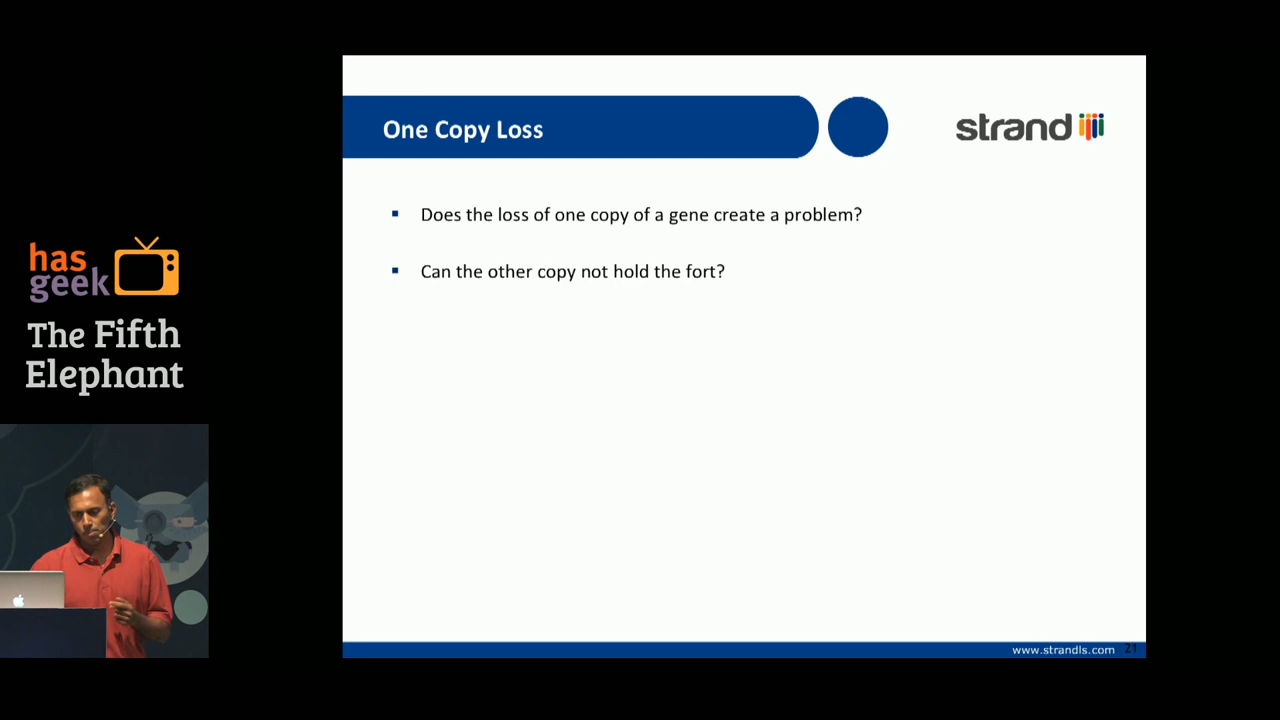 One Copy Loss
strand
Does the loss of one copy of a gene create a problem?
Can the other copy not hold the fort?
has
geek
The Fifth
Elephant
www.strandls.com 21